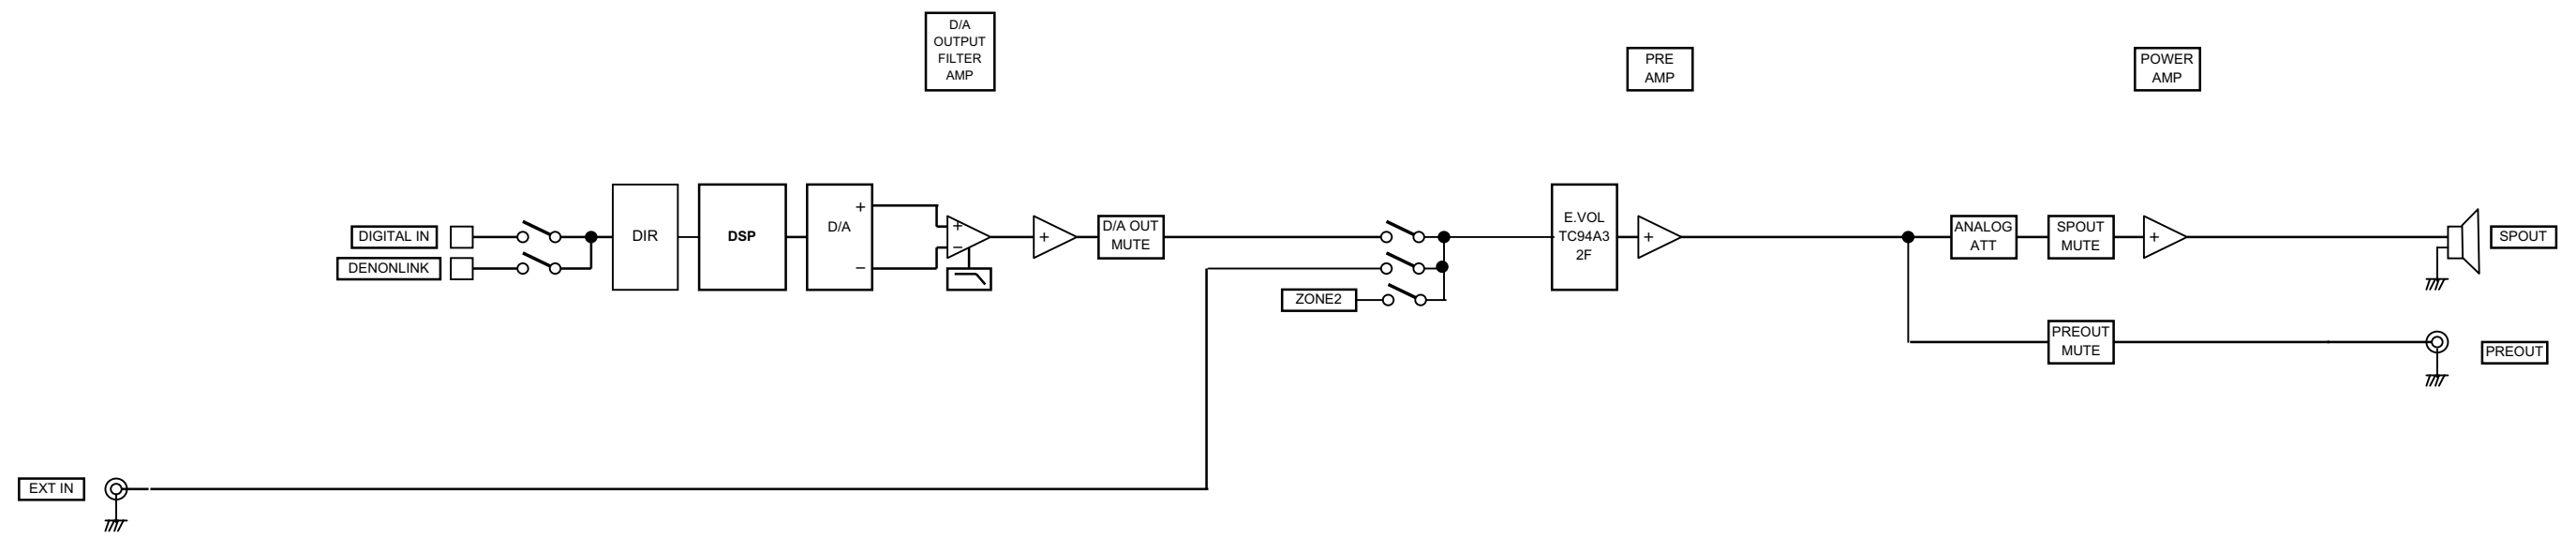 D/A
OUTPUT
FILTER
AMP
PRE
AMP
POWER
AMP
DIGITAL IN
DENONLINK
DIR
DSP
D/A
+
−
+
−
+
D/A OUT
MUTE
ZONE2
E.VOL
TC94A3
2F
+
ANALOG
ATT
SPOUT
MUTE
+
SPOUT
PREOUT
MUTE
PREOUT
EXT IN